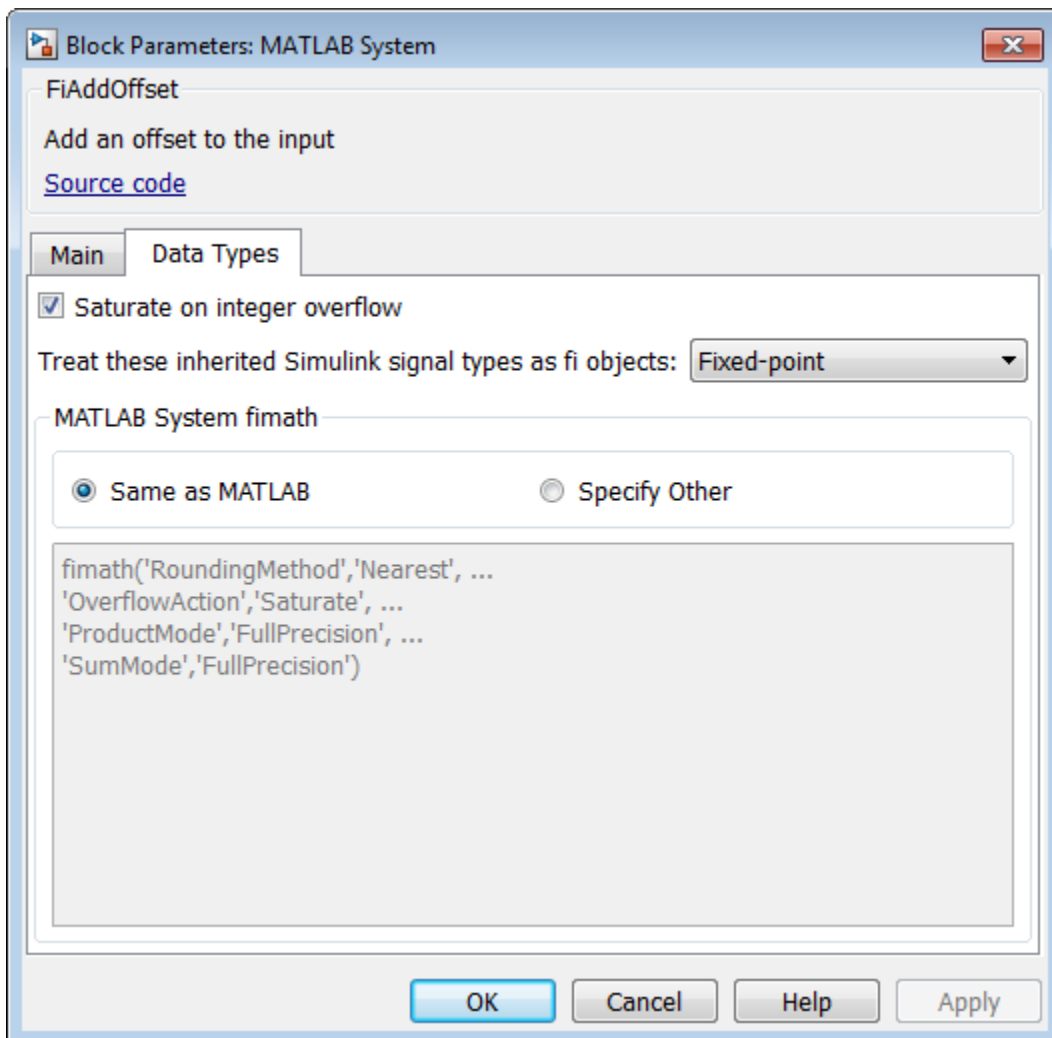 Block Parameters: MATLAB System
FiAddOffset
Add an offset to the input
Source code
Main Data Types
Saturate on integer overflow
Treat these inherited Simulink signal types as fi objects: Fixed-point
MATLAB System fimath
Same as MATLAB Specify Other
fimath('RoundingMethod','Nearest', ...
'OverflowAction','Saturate', ...
'ProductMode','FullPrecision', ...
'SumMode','FullPrecision')
OK Cancel Help Apply